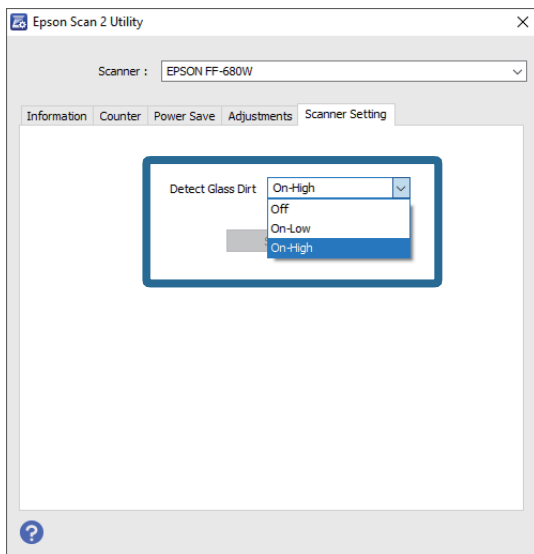 Epson Scan 2 Utility
Scanner : EPSON FF-680W
Information Counter Power Save Adjustments Scanner Setting
Detect Glass Dirt On-High
Off
On-Low
On-High
?